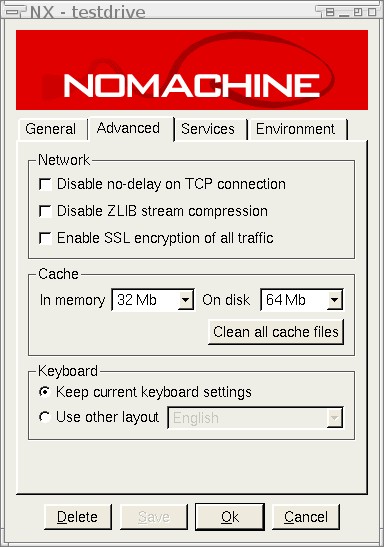 NX - testdrive
NOMACHINE
General Advanced Services Environment
Network
Disable no-delay on TCP connection
Disable ZLIB stream compression
Enable SSL encryption of all traffic
Cache
In memory 32 Mb On disk 64 Mb
Clean all cache files
Keyboard
Keep current keyboard settings
Use other layout English
Delete Save Ok Cancel